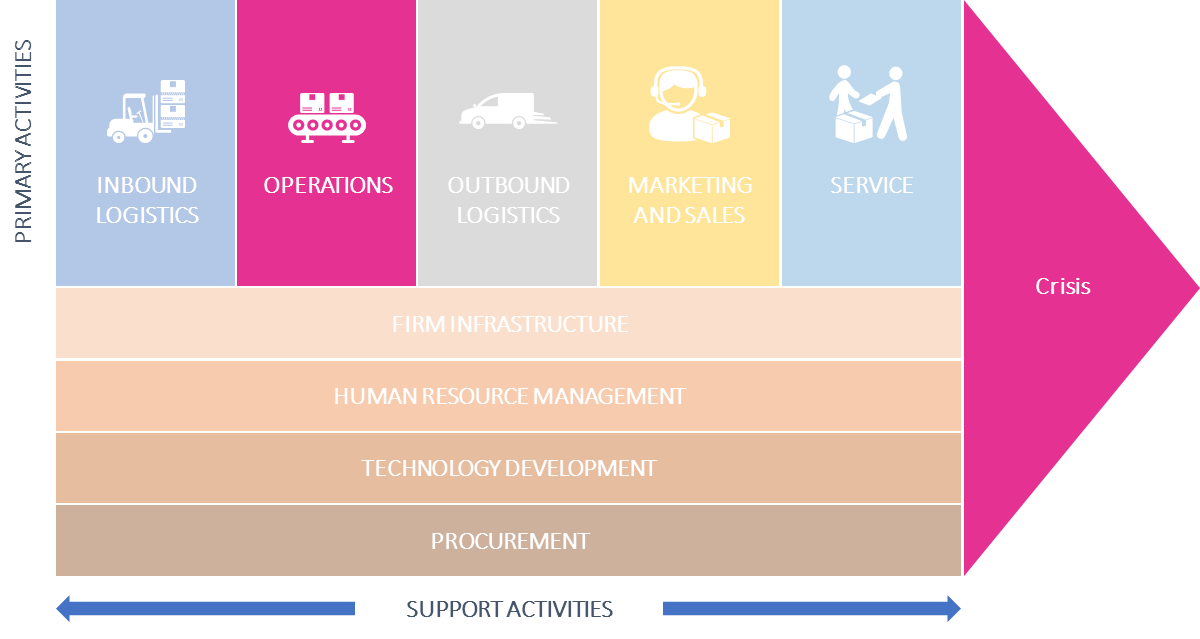 PRIMARY ACTIVITIES
INBOUND
LOGISTICS
OPERATIONS
OUTBOUND
LOGISTICS
MARKETING
AND SALES
SERVICE
Crisis
FIRM INFRASTRUCTURE
HUMAN RESOURCE MANAGEMENT
TECHNOLOGY DEVELOPMENT
PROCUREMENT
SUPPORT ACTIVITIES